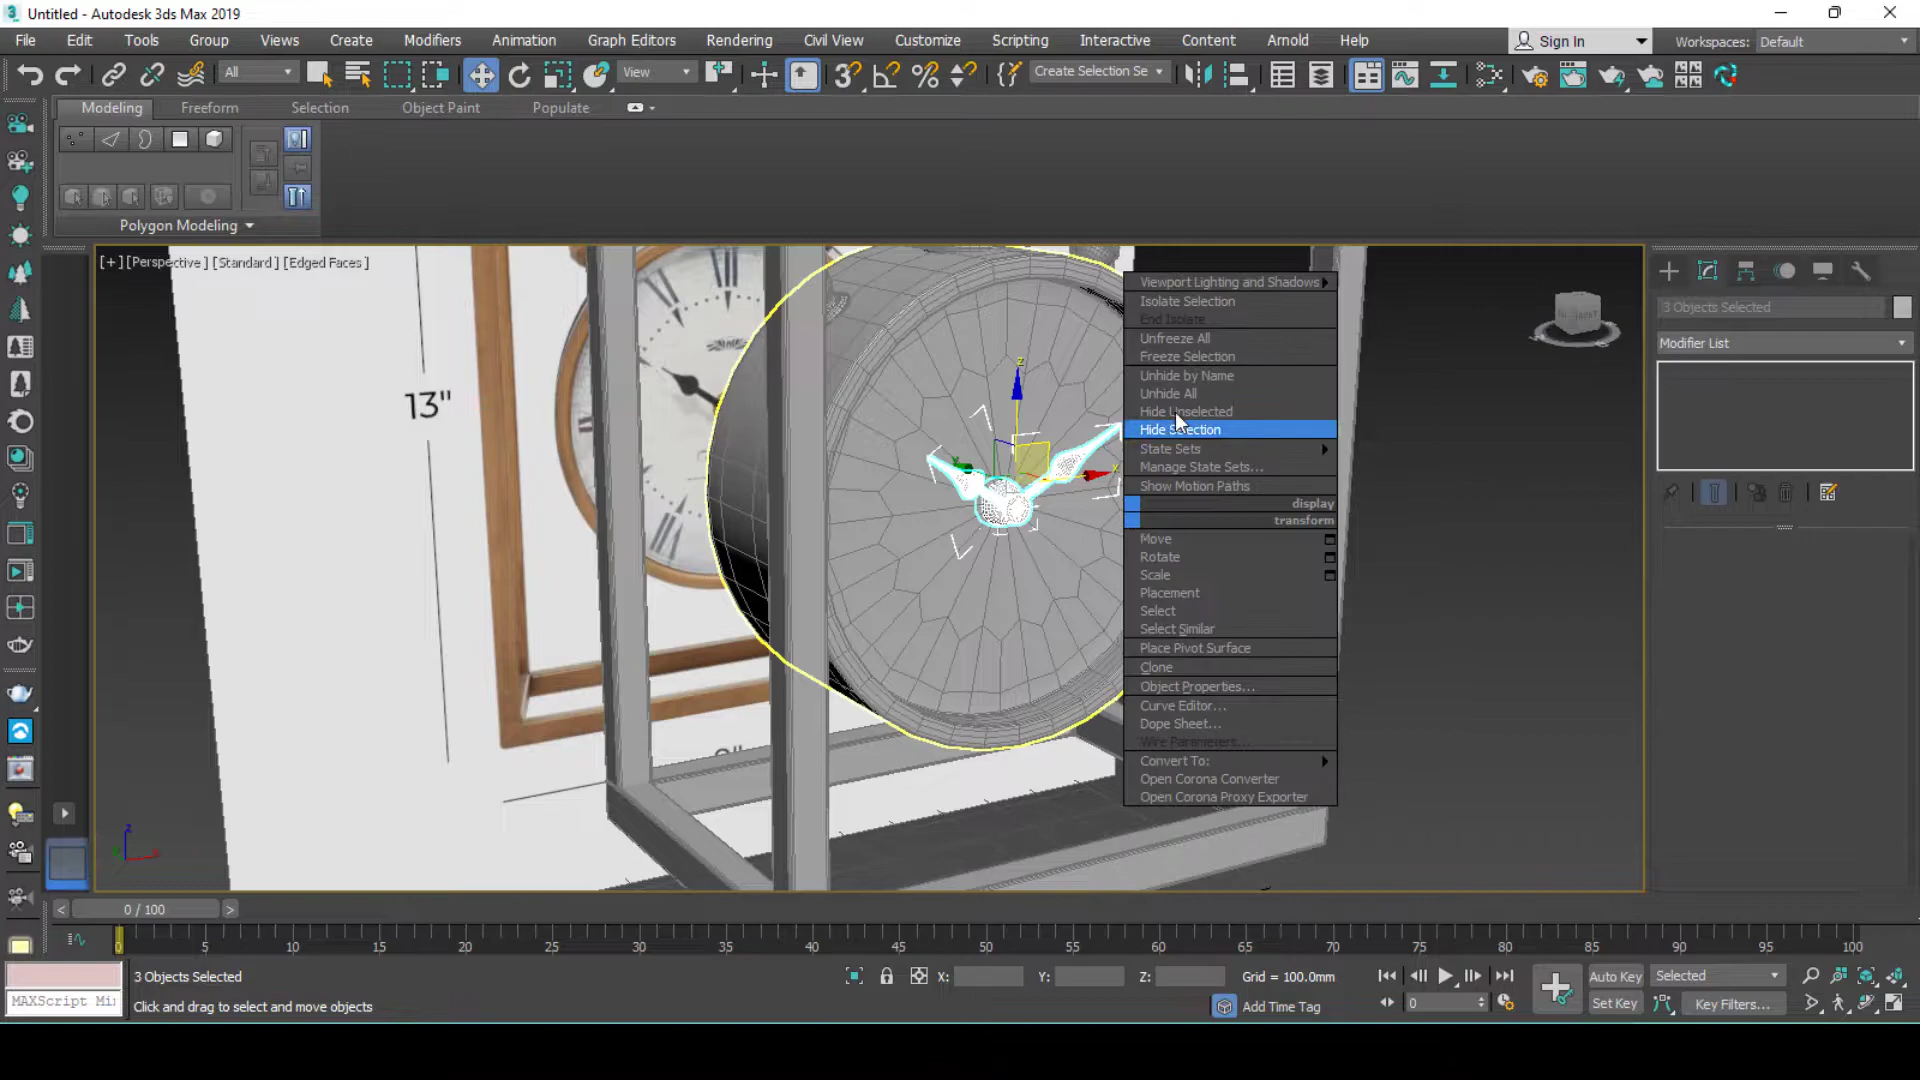 Untitled - Autodesk 3ds Max 2019
File Edit Tools Group Views Create Modifiers Animation Graph Editors Rendering Civil View Customize Scripting Interactive Content Arnold Help Sign In Workspaces: Default
All View Create Selection Se
Modeling Freeform Selection Object Paint Populate
Polygon Modeling
[+] [Perspective] [Standard] [Edged Faces]
13"
Viewport Lighting and Shadows
Isolate Selection
End Isolate
Unfreeze All
Freeze Selection
Unhide by Name
Unhide All
Hide Unselected
Hide Selection
State Sets
Manage State Sets...
Show Motion Paths
display
transform
Move
Rotate
Scale
Placement
Select
Select Similar
Place Pivot Surface
Clone
Object Properties...
Curve Editor...
Dope Sheet...
Wire Parameters...
Convert To:
Open Corona Converter
Open Corona Proxy Exporter
3 Objects Selected
Modifier List
z
x
0 / 100
0 5 10 15 20 25 30 35 40 45 50 55 60 65 70 75 80 85 90 95 100
3 Objects Selected X: Y: Z: Grid = 100.0mm Auto Key Selected
MAXScript Mi Click and drag to select and move objects Add Time Tag 0 Set Key Key Filters...